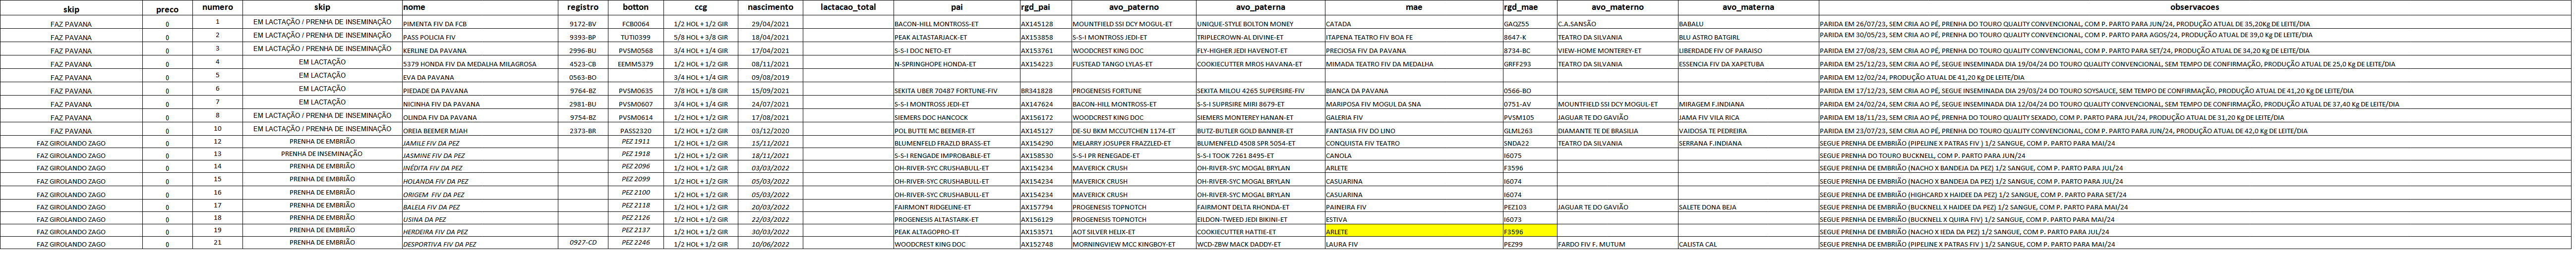 skip preco numero skip nome registro botton ccg nascimento lactacao_total pai rgd_pai avo_paterno avo_paterna mae rgd_mae avo_materno avo_materna observacoes
FAZ PAVANA 0 1 EM LACTAÇÃO / PRENHA DE INSEMINAÇÃO PIMENTA FIV DA FCB 9172-BV FCB0064 1/2 HOL + 1/2 GIR 29/04/2021 BACON-HILL MONTROSS-ET AX145128 MOUNTFIELD SSI DCY MOGUL-ET UNIQUE-STYLE BOLTON MONEY CATADA GAQZ55 C.A.SANSÃO BABALU PARIDA EM 26/07/23, SEM CRIA AO PÉ, PRENHA DO TOURO QUALITY CONVENCIONAL, COM P. PARTO PARA JUN/24, PRODUÇÃO ATUAL DE 35,20Kg DE LEITE/DIA
FAZ PAVANA 0 2 EM LACTAÇÃO / PRENHA DE INSEMINAÇÃO PASS POLICIA FIV 9393-BP TUTI0399 5/8 HOL + 3/8 GIR 18/04/2021 PEAK ALTASTARJACK-ET AX153858 S-S-I MONTROSS JEDI-ET TRIPLECROWN-AL DIVINE-ET ITAPENA TEATRO FIV BOA FE 8647-K TEATRO DA SILVANIA BLU ASTRO BATGIRL PARIDA EM 30/05/23, SEM CRIA AO PÉ, PRENHA DO TOURO QUALITY CONVENCIONAL, COM P. PARTO PARA AGOS/24, PRODUÇÃO ATUAL DE 39,0 Kg DE LEITE/DIA
FAZ PAVANA 0 3 EM LACTAÇÃO / PRENHA DE INSEMINAÇÃO KERLINE DA PAVANA 2996-BU PVSM0568 3/4 HOL + 1/4 GIR 17/04/2021 S-S-I DOC NETO-ET AX153761 WOODCREST KING DOC FLY-HIGHER JEDI HAVENOT-ET PRECIOSA FIV DA PAVANA 8734-BC VIEW-HOME MONTEREY-ET LIBERDADE FIV OF PARAISO PARIDA EM 27/08/23, SEM CRIA AO PÉ, PRENHA DO TOURO QUALITY CONVENCIONAL, COM P. PARTO PARA SET/24, PRODUÇÃO ATUAL DE 34,20 Kg DE LEITE/DIA
FAZ PAVANA 0 4 EM LACTAÇÃO 5379 HONDA FIV DA MEDALHA MILAGROSA 4523-CB EEMM5379 1/2 HOL + 1/2 GIR 08/11/2021 N-SPRINGHOPE HONDA-ET AX154223 FUSTEAD TANGO LYLAS-ET COOKIECUTTER MROS HAVANA-ET MIMADA TEATRO FIV DA MEDALHA GRFF293 TEATRO DA SILVANIA ESSENCIA FIV DA XAPETUBA PARIDA EM 25/12/23, SEM CRIA AO PÉ, SEGUE INSEMINADA DIA 19/04/24 DO TOURO QUALITY CONVENCIONAL, SEM TEMPO DE CONFIRMAÇÃO, PRODUÇÃO ATUAL DE 25,0 Kg DE LEITE/DIA
FAZ PAVANA 0 5 EM LACTAÇÃO EVA DA PAVANA 0563-BO 3/4 HOL + 1/4 GIR 09/08/2019 PARIDA EM 12/02/24, PRODUÇÃO ATUAL DE 41,20 Kg DE LEITE/DIA
FAZ PAVANA 0 6 EM LACTAÇÃO PIEDADE DA PAVANA 9764-BZ PVSM0635 7/8 HOL + 1/8 GIR 15/09/2021 SEKITA UBER 70487 FORTUNE-FIV BR341828 PROGENESIS FORTUNE SEKITA MILOU 4265 SUPERSIRE-FIV BIANCA DA PAVANA 0566-BO PARIDA EM 17/12/23, SEM CRIA AO PÉ, SEGUE INSEMINADA DIA 29/03/24 DO TOURO SOYSAUCE, SEM TEMPO DE CONFIRMAÇÃO, PRODUÇÃO ATUAL DE 41,20 Kg DE LEITE/DIA
FAZ PAVANA 0 7 EM LACTAÇÃO NICINHA FIV DA PAVANA 2981-BU PVSM0607 3/4 HOL + 1/4 GIR 24/07/2021 S-S-I MONTROSS JEDI-ET AX147624 BACON-HILL MONTROSS-ET S-S-I SUPRSIRE MIRI 8679-ET MARIPOSA FIV MOGUL DA SNA 0751-AV MOUNTFIELD SSI DCY MOGUL-ET MIRAGEM F.INDIANA PARIDA EM 24/02/24, SEM CRIA AO PÉ, SEGUE INSEMINADA DIA 12/04/24 DO TOURO QUALITY CONVENCIONAL, SEM TEMPO DE CONFIRMAÇÃO, PRODUÇÃO ATUAL DE 37,40 Kg DE LEITE/DIA
FAZ PAVANA 0 8 EM LACTAÇÃO / PRENHA DE INSEMINAÇÃO OLINDA FIV DA PAVANA 9754-BZ PVSM0614 1/2 HOL + 1/2 GIR 17/08/2021 SIEMERS DOC HANCOCK AX156172 WOODCREST KING DOC SIEMERS MONTEREY HANAN-ET GALERIA FIV PVSM105 JAGUAR TE DO GAVIÃO JAMA FIV VILA RICA PARIDA EM 18/11/23, SEM CRIA AO PÉ, PRENHA DO TOURO QUALITY SEXADO, COM P. PARTO PARA JUL/24, PRODUÇÃO ATUAL DE 31,20 Kg DE LEITE/DIA
FAZ PAVANA 0 10 EM LACTAÇÃO / PRENHA DE INSEMINAÇÃO OREIA BEEMER MJAH 2373-BR PASS2320 1/2 HOL + 1/2 GIR 03/12/2020 POL BUTTE MC BEEMER-ET AX145127 DE-SU BKM MCCUTCHEN 1174-ET BUTZ-BUTLER GOLD BANNER-ET FANTASIA FIV DO LINO GLML263 DIAMANTE TE DE BRASILIA VAIDOSA TE PEDREIRA PARIDA EM 23/07/23, SEM CRIA AO PÉ, PRENHA DO TOURO QUALITY CONVENCIONAL, COM P. PARTO PARA JUN/24, PRODUÇÃO ATUAL DE 42,0 Kg DE LEITE/DIA
FAZ GIROLANDO ZAGO 0 12 PRENHA DE EMBRIÃO JAMILE FIV DA PEZ PEZ 1911 1/2 HOL + 1/2 GIR 15/11/2021 BLUMENFELD FRAZLD BRASS-ET AX154290 MELARRY JOSUPER FRAZZLED-ET BLUMENFELD 4508 SPR 5054-ET CONQUISTA FIV TEATRO SNDA22 TEATRO DA SILVANIA SERRANA F.INDIANA SEGUE PRENHA DE EMBRIÃO (PIPELINE X PATRAS FIV ) 1/2 SANGUE, COM P. PARTO PARA MAI/24
FAZ GIROLANDO ZAGO 0 13 PRENHA DE INSEMINAÇÃO JASMINE FIV DA PEZ PEZ 1918 1/2 HOL + 1/2 GIR 18/11/2021 S-S-I RENGADE IMPROBABLE-ET AX158530 S-S-I PR RENEGADE-ET S-S-I TOOK 7261 8495-ET CANOLA I6075 SEGUE PRENHA DO TOURO BUCKNELL, COM P. PARTO PARA JUN/24
FAZ GIROLANDO ZAGO 0 14 PRENHA DE EMBRIÃO INÉDITA FIV DA PEZ PEZ 2096 1/2 HOL + 1/2 GIR 03/03/2022 OH-RIVER-SYC CRUSHABULL-ET AX154234 MAVERICK CRUSH OH-RIVER-SYC MOGAL BRYLAN ARLETE F3596 SEGUE PRENHA DE EMBRIÃO (NACHO X BANDEJA DA PEZ) 1/2 SANGUE, COM P. PARTO PARA JUL/24
FAZ GIROLANDO ZAGO 0 15 PRENHA DE EMBRIÃO HOLANDA FIV DA PEZ PEZ 2099 1/2 HOL + 1/2 GIR 05/03/2022 OH-RIVER-SYC CRUSHABULL-ET AX154234 MAVERICK CRUSH OH-RIVER-SYC MOGAL BRYLAN CASUARINA I6074 SEGUE PRENHA DE EMBRIÃO (NACHO X BANDEJA DA PEZ) 1/2 SANGUE, COM P. PARTO PARA JUL/24
FAZ GIROLANDO ZAGO 0 16 PRENHA DE EMBRIÃO ORIGEM FIV DA PEZ PEZ 2100 1/2 HOL + 1/2 GIR 05/03/2022 OH-RIVER-SYC CRUSHABULL-ET AX154234 MAVERICK CRUSH OH-RIVER-SYC MOGAL BRYLAN CASUARINA I6074 SEGUE PRENHA DE EMBRIÃO (HIGHCARD X HAIDEE DA PEZ) 1/2 SANGUE, COM P. PARTO PARA SET/24
FAZ GIROLANDO ZAGO 0 17 PRENHA DE EMBRIÃO BALELA FIV DA PEZ PEZ 2118 1/2 HOL + 1/2 GIR 20/03/2022 FAIRMONT RIDGELINE-ET AX157794 PROGENESIS TOPNOTCH FAIRMONT DELTA RHONDA-ET PAINEIRA FIV PEZ103 JAGUAR TE DO GAVIÃO SALETE DONA BEJA SEGUE PRENHA DE EMBRIÃO (BUCKNELL X HAIDEE DA PEZ) 1/2 SANGUE, COM P. PARTO PARA MAI/24
FAZ GIROLANDO ZAGO 0 18 PRENHA DE EMBRIÃO USINA DA PEZ PEZ 2126 1/2 HOL + 1/2 GIR 22/03/2022 PROGENESIS ALTASTARK-ET AX156129 PROGENESIS TOPNOTCH EILDON-TWEED JEDI BIKINI-ET ESTIVA I6073 SEGUE PRENHA DE EMBRIÃO (BUCKNELL X QUIRA FIV) 1/2 SANGUE, COM P. PARTO PARA MAI/24
FAZ GIROLANDO ZAGO 0 19 PRENHA DE EMBRIÃO HERDEIRA FIV DA PEZ PEZ 2137 1/2 HOL + 1/2 GIR 30/03/2022 PEAK ALTAGOPRO-ET AX153571 AOT SILVER HELIX-ET COOKIECUTTER HATTIE-ET ARLETE F3596 SEGUE PRENHA DE EMBRIÃO (NACHO X IEDA DA PEZ) 1/2 SANGUE, COM P. PARTO PARA JUL/24
FAZ GIROLANDO ZAGO 0 21 PRENHA DE EMBRIÃO DESPORTIVA FIV DA PEZ 0927-CD PEZ 2246 1/2 HOL + 1/2 GIR 10/06/2022 WOODCREST KING DOC AX152748 MORNINGVIEW MCC KINGBOY-ET WCD-ZBW MACK DADDY-ET LAURA FIV PEZ99 FARDO FIV F. MUTUM CALISTA CAL SEGUE PRENHA DE EMBRIÃO (PIPELINE X PATRAS FIV ) 1/2 SANGUE, COM P. PARTO PARA MAI/24